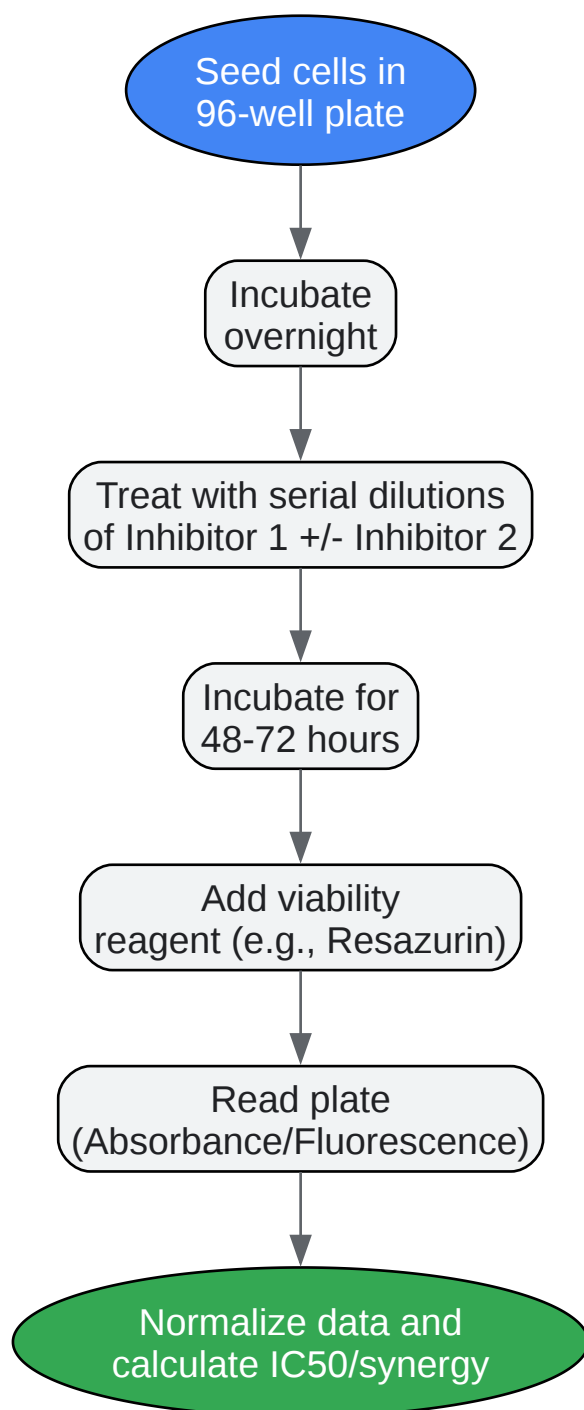 Seed cells in
96-well plate
Incubate
overnight
Treat with serial dilutions
of Inhibitor 1 +/- Inhibitor 2
Incubate for
48-72 hours
Add viability
reagent (e.g., Resazurin)
Read plate
(Absorbance/Fluorescence)
Normalize data and
calculate IC50/synergy